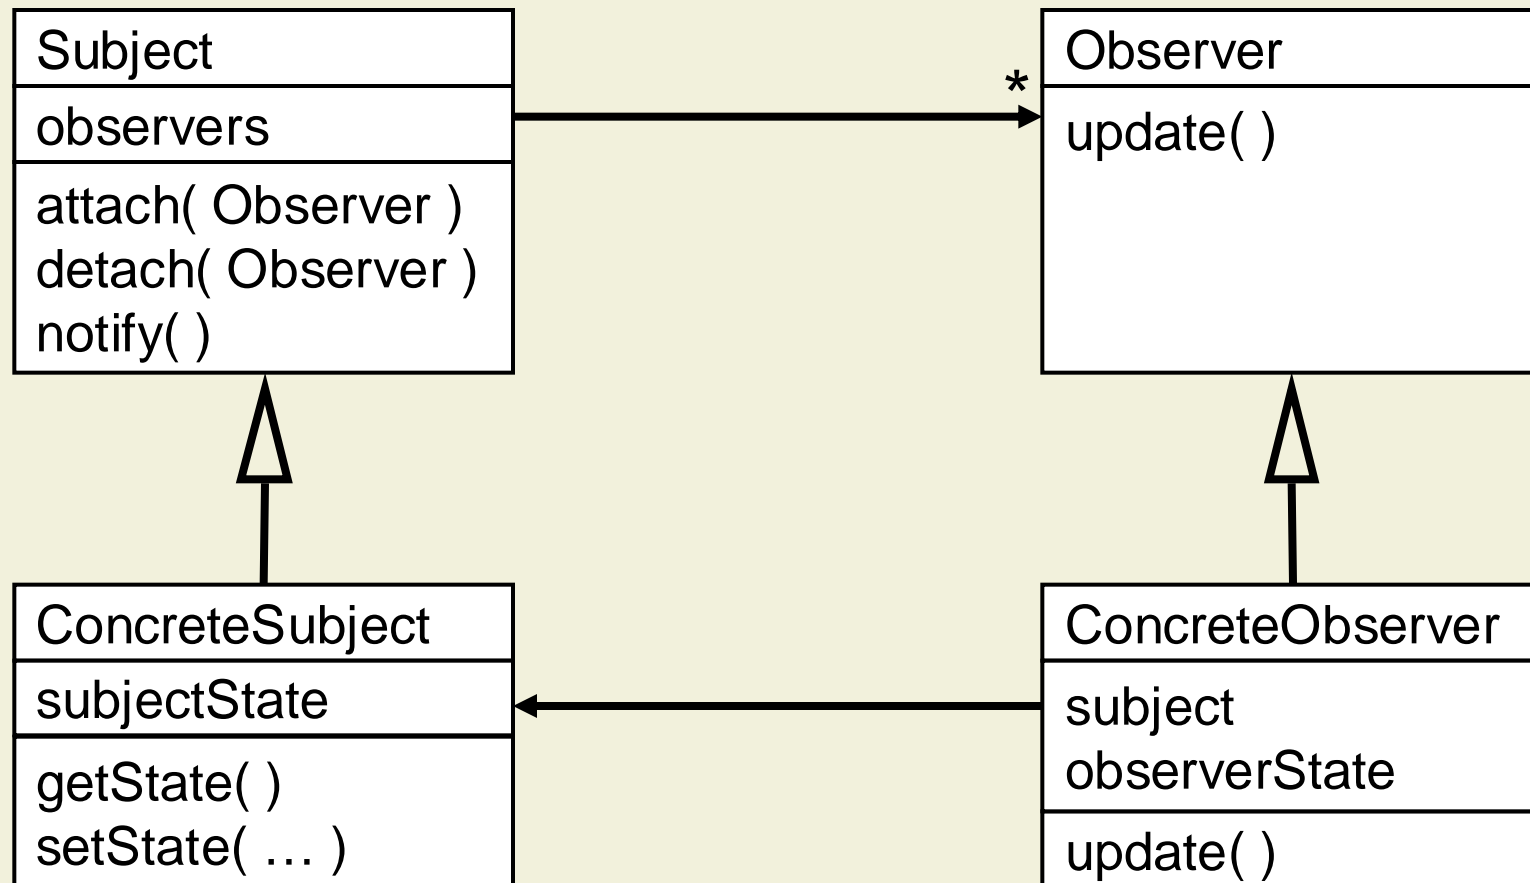 Subject
observers
attach( Observer )
detach( Observer )
notify( )
*
Observer
update( )
ConcreteSubject
subjectState
getState( )
setState( … )
ConcreteObserver
subject
observerState
update( )